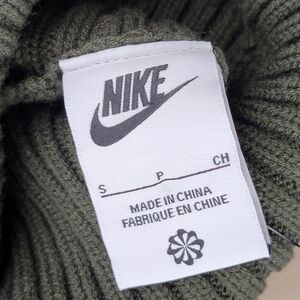 NIKE
S P CH
MADE IN CHINA
FABRIQUE EN CHINE